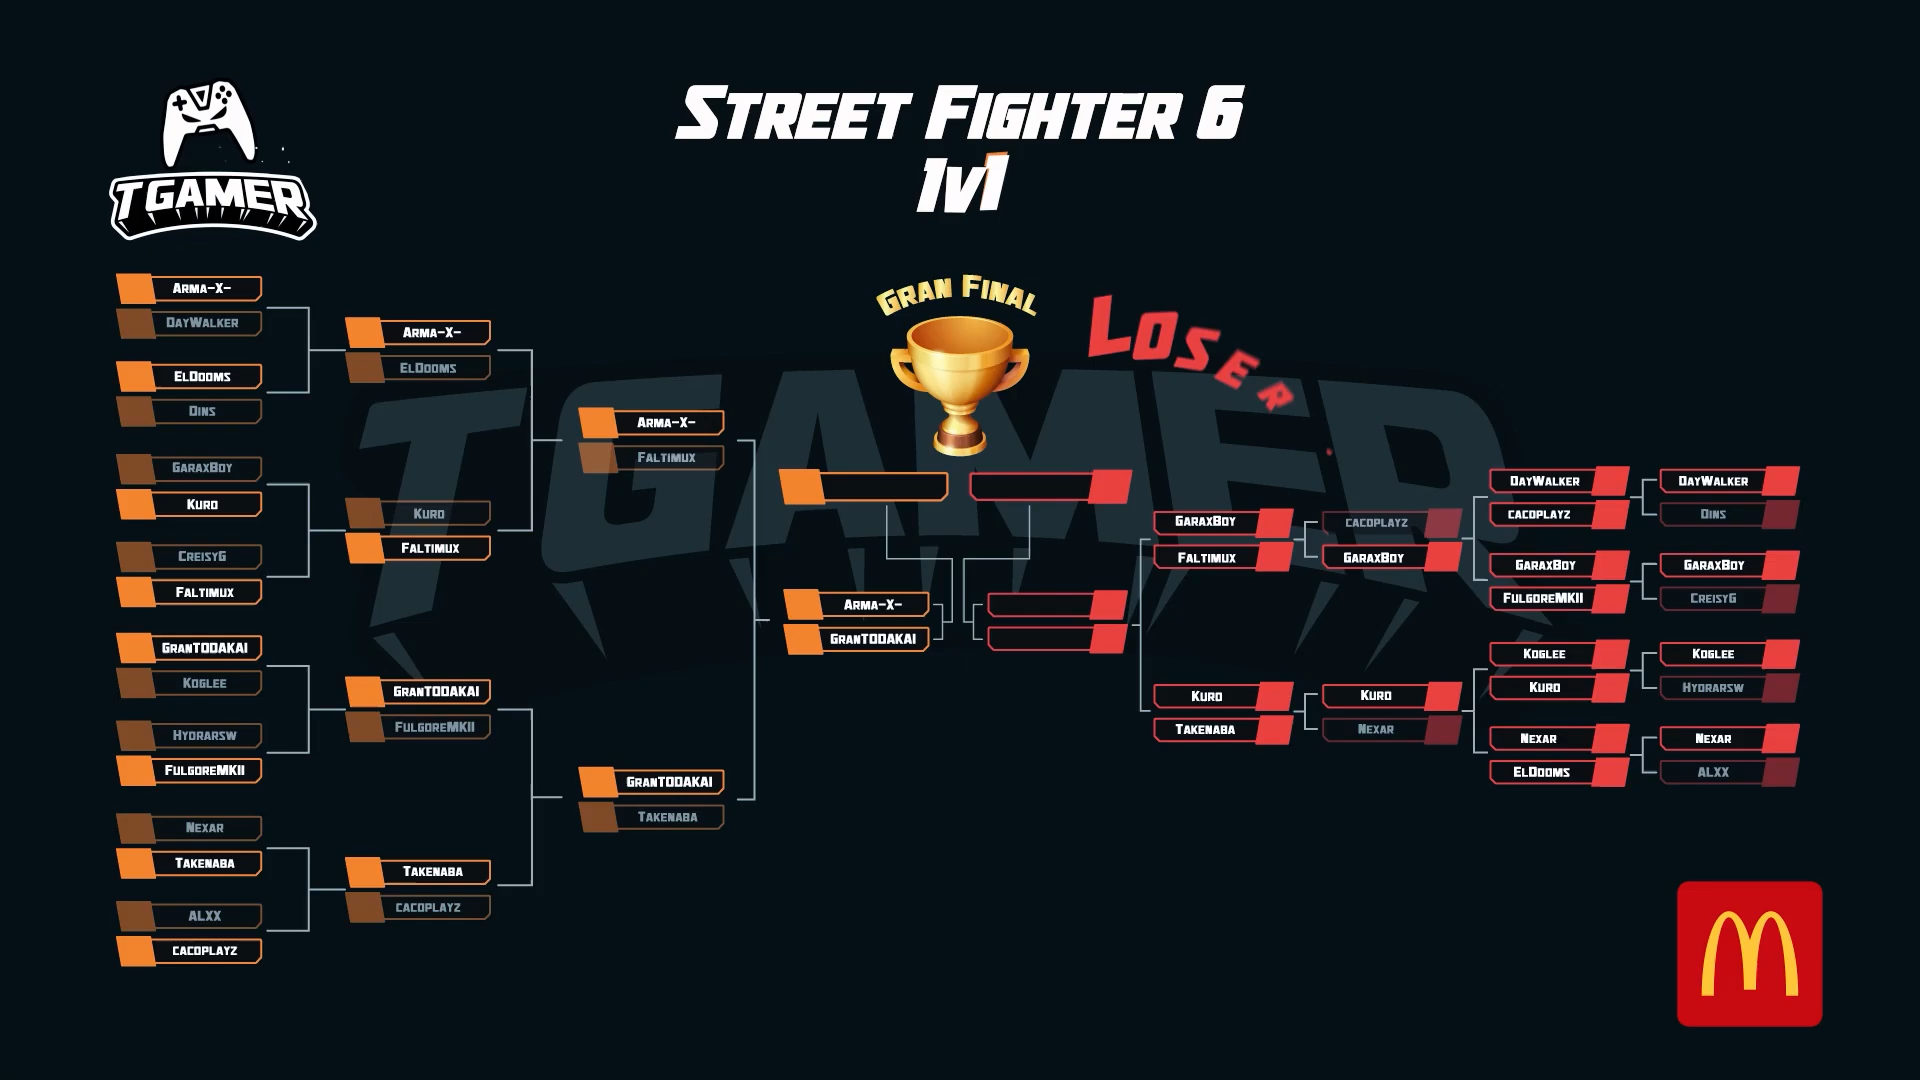 Street Fighter 6
1v1
TGAMER
Gran Final
Loser
TGAMER
Arma-X-
DayWalker
ElDooms
Dins
GaraxBoy
Kuro
CreisyG
Faltimux
GranTODAKAI
Koglee
Hydrarsw
FulgoreMKII
Nexar
Takenaba
ALXX
cacoplayz
Arma-X-
ElDooms
Kuro
Faltimux
GranTODAKAI
FulgoreMKII
Takenaba
cacoplayz
Arma-X-
Faltimux
GranTODAKAI
Takenaba
Arma-X-
GranTODAKAI
GaraxBoy
Faltimux
Kuro
Takenaba
cacoplayz
GaraxBoy
Kuro
Nexar
DayWalker
cacoplayz
GaraxBoy
FulgoreMKII
Koglee
Kuro
Nexar
ElDooms
DayWalker
Dins
GaraxBoy
CreisyG
Koglee
Hydrarsw
Nexar
ALXX